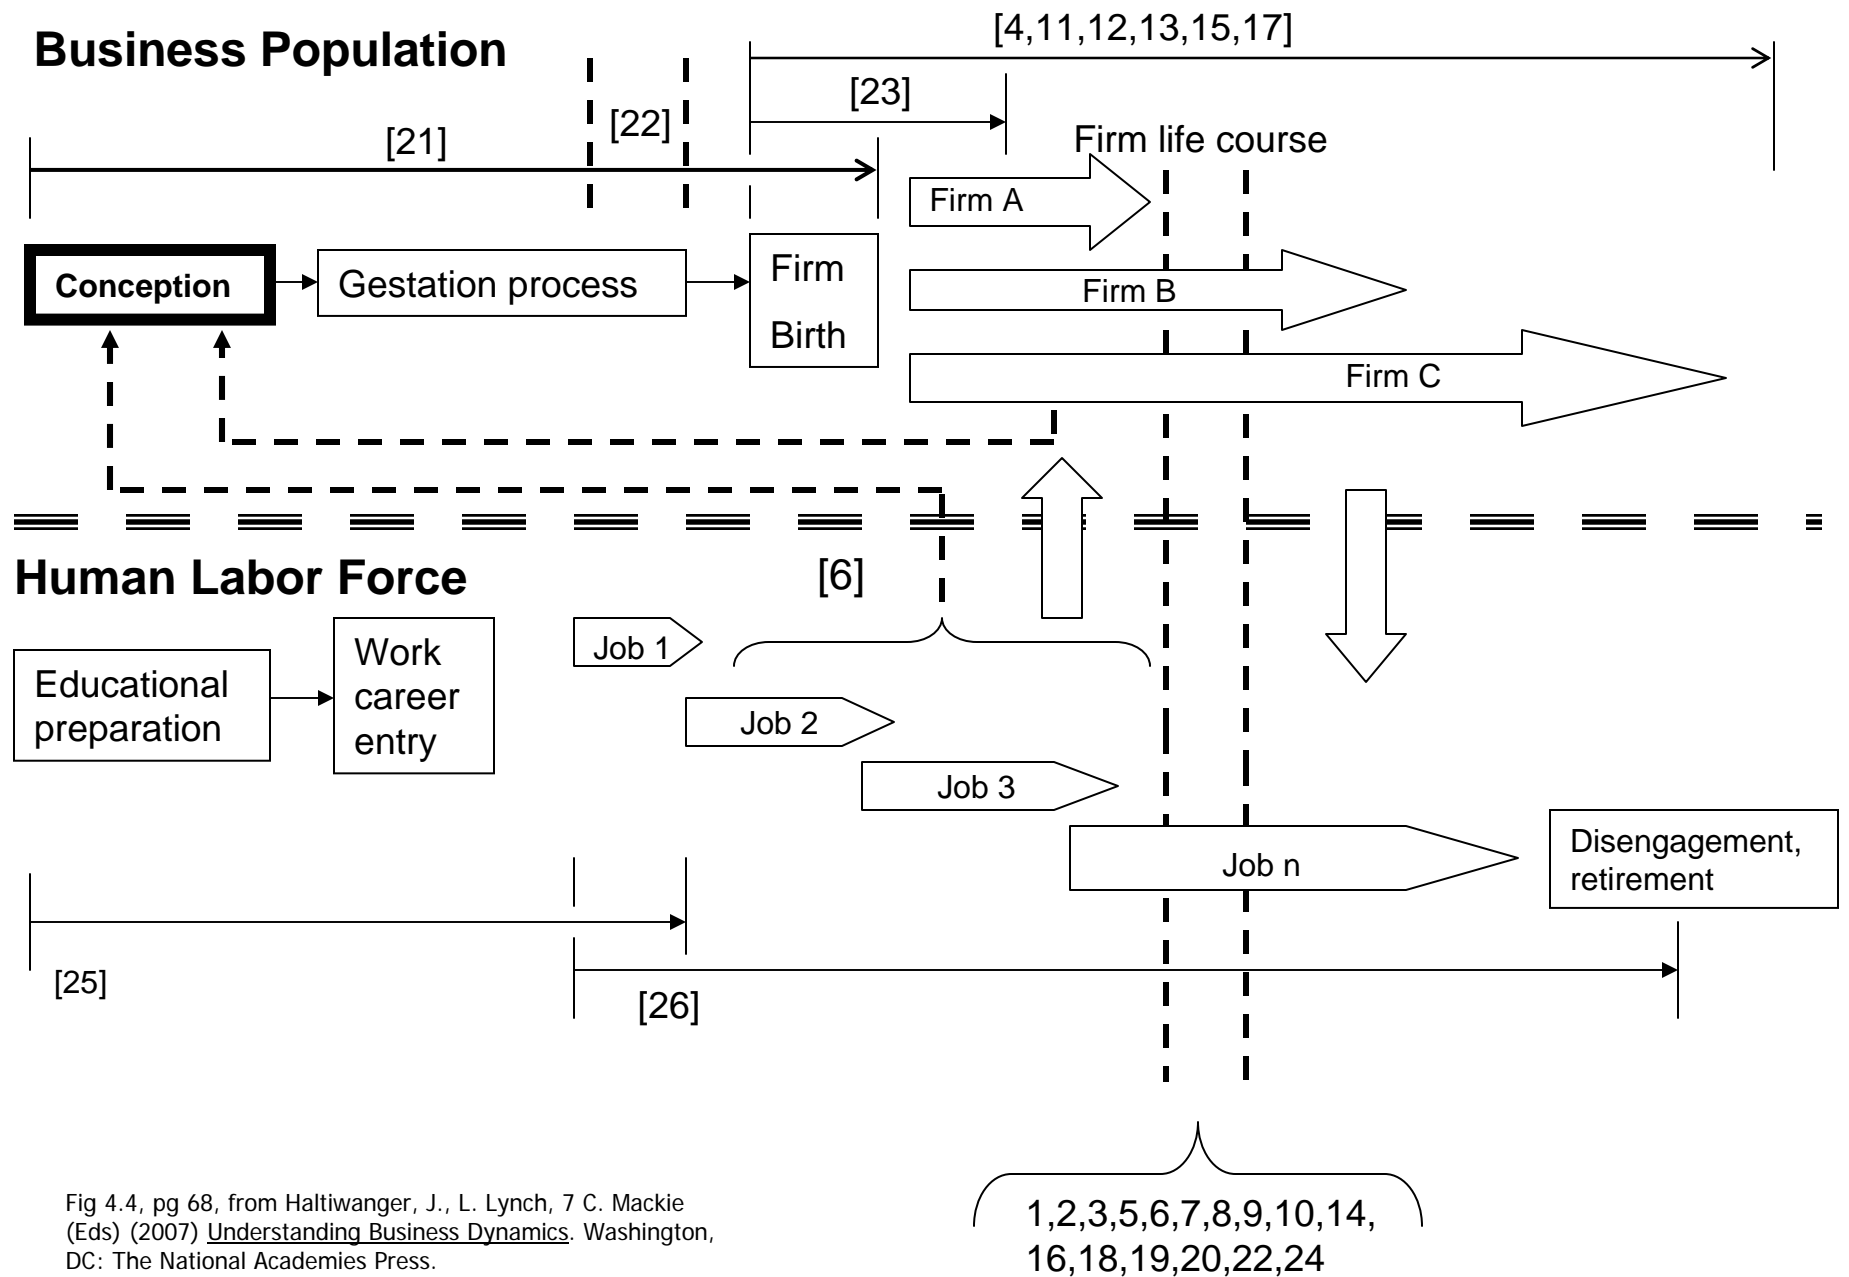 Business Population
[4,11,12,13,15,17]
[23]
[22]
[21]
Firm life course
Firm A
Conception
Gestation process
Firm
Birth
Firm B
Firm C
Human Labor Force
[6]
Job 1
Work
career
entry
Educational
preparation
Job 2
Job 3
Job n
Disengagement,
retirement
[25]
[26]
Fig 4.4, pg 68, from Haltiwanger, J., L. Lynch, 7 C. Mackie
(Eds) (2007) Understanding Business Dynamics. Washington,
DC: The National Academies Press.
1,2,3,5,6,7,8,9,10,14,
16,18,19,20,22,24